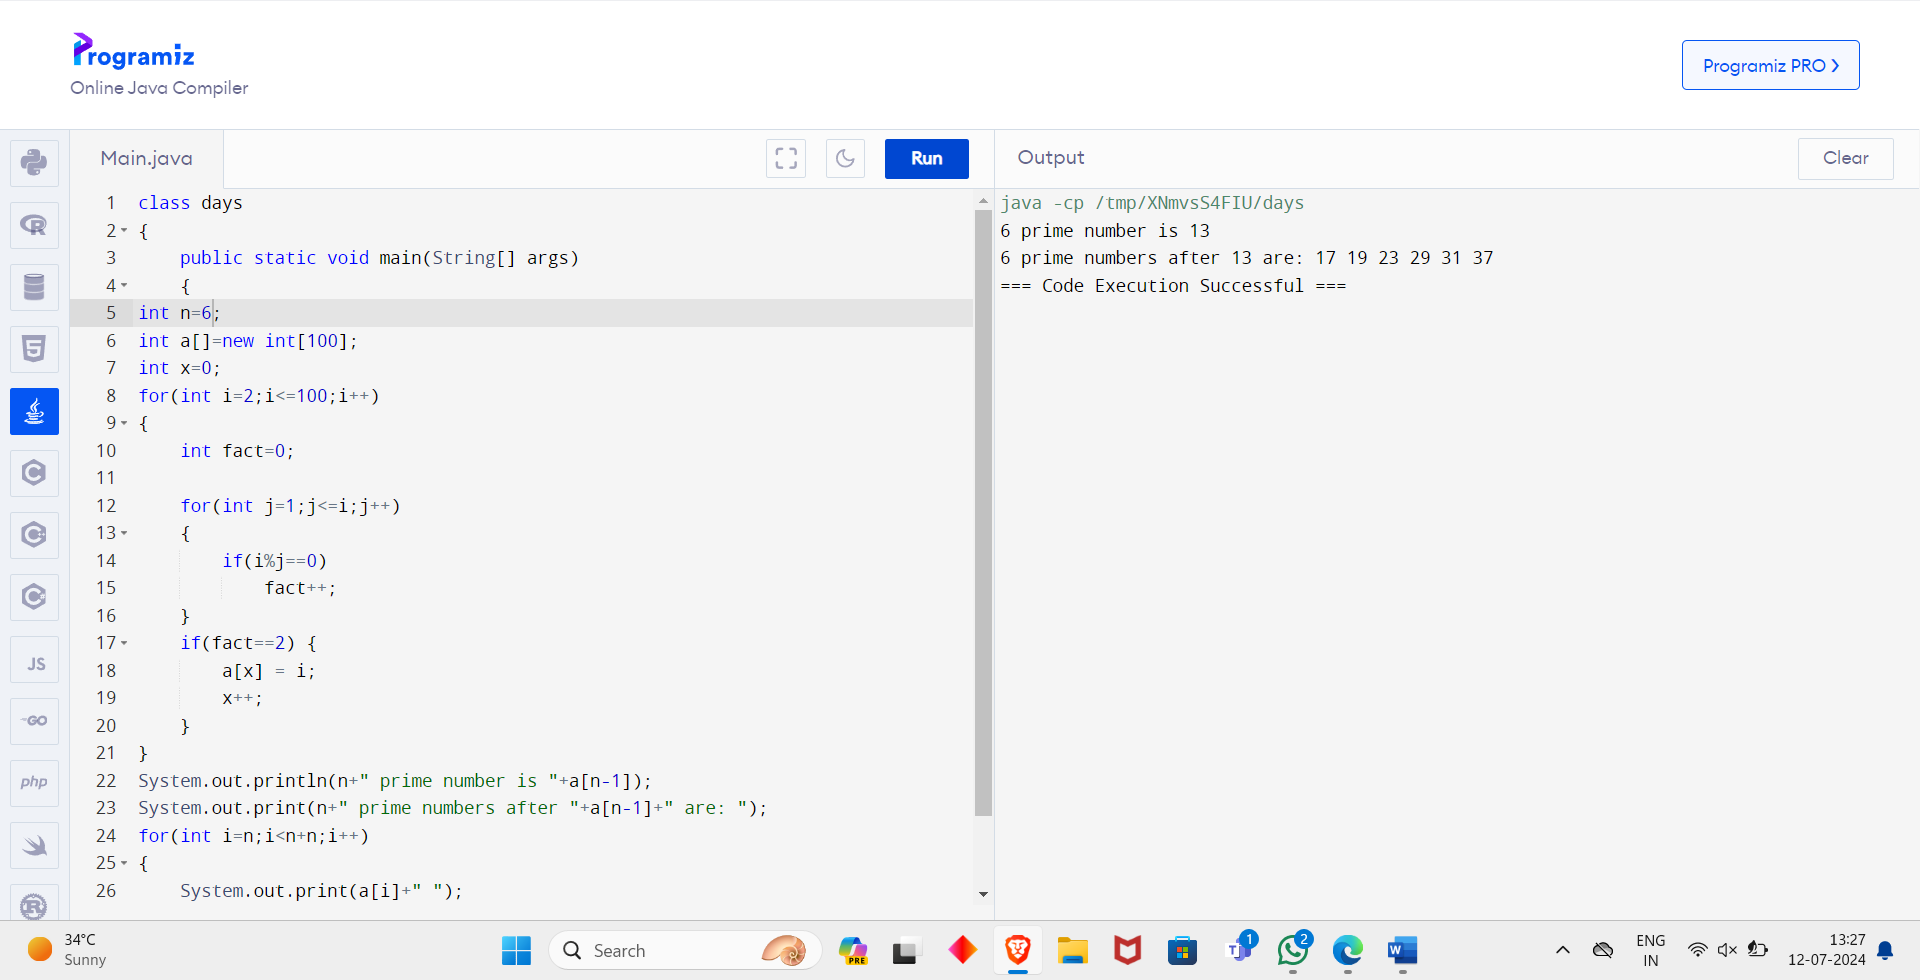 Programiz
Online Java Compiler
Programiz PRO >
Main.java
Run
Output
Clear
1 class days
2 {
3 public static void main(String[] args)
4 {
5 int n=6;
6 int a[]=new int[100];
7 int x=0;
8 for(int i=2;i<=100;i++)
9 {
10 int fact=0;
11
12 for(int j=1;j<=i;j++)
13 {
14 if(i%j==0)
15 fact++;
16 }
17 if(fact==2) {
18 a[x] = i;
19 x++;
20 }
21 }
22 System.out.println(n+" prime number is "+a[n-1]);
23 System.out.print(n+" prime numbers after "+a[n-1]+" are: ");
24 for(int i=n;i<n+n;i++)
25 {
26 System.out.print(a[i]+" ");
java -cp /tmp/XNmvsS4FIU/days
6 prime number is 13
6 prime numbers after 13 are: 17 19 23 29 31 37
=== Code Execution Successful ===
R
5
C
C
C
JS
GO
php
R
34°C
Sunny
Search
PRE
T 1
2
W
ENG
IN
13:27
12-07-2024